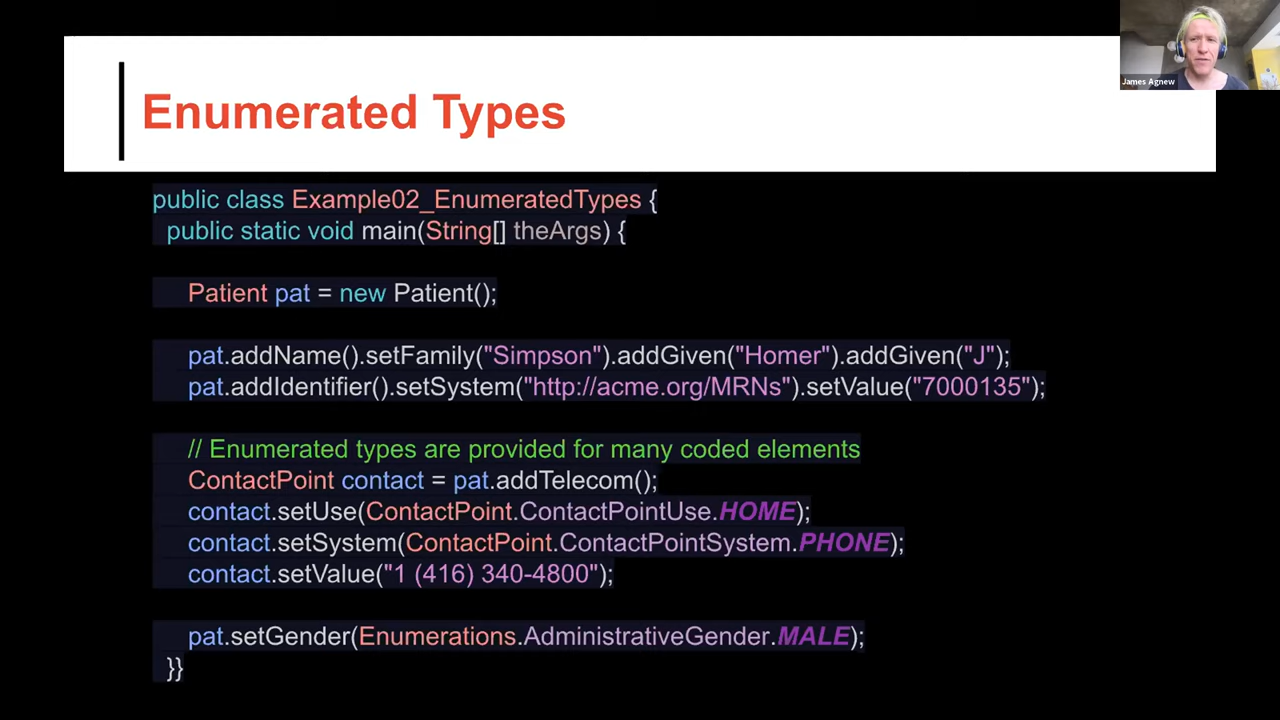 Enumerated Types
James Agnew
public class Example02_EnumeratedTypes {
public static void main(String[] theArgs) {
Patient pat = new Patient();
pat.addName().setFamily("Simpson").addGiven("Homer").addGiven("J");
pat.addIdentifier().setSystem("http://acme.org/MRNs").setValue("7000135");
// Enumerated types are provided for many coded elements
ContactPoint contact = pat.addTelecom();
contact.setUse(ContactPoint.ContactPointUse.HOME);
contact.setSystem(ContactPoint.ContactPointSystem.PHONE);
contact.setValue("1 (416) 340-4800");
pat.setGender(Enumerations.AdministrativeGender.MALE);
}}